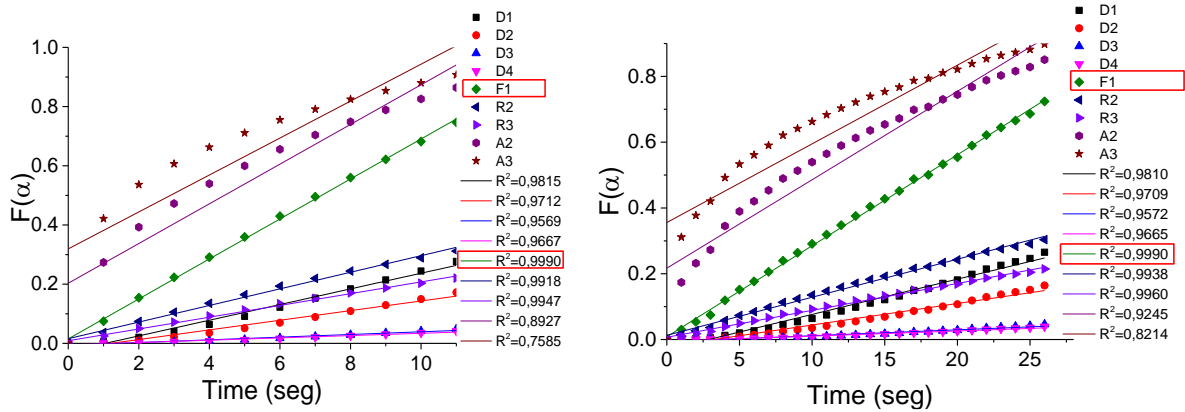 D1
D2
D3
D4
F1
R2
R3
A2
A3
R²=0,9815
R²=0,9712
R²=0,9569
R²=0,9667
R²=0,9990
R²=0,9918
R²=0,9947
R²=0,8927
R²=0,7585
1.0
0.8
0.6
0.4
0.2
0.0
F(α)
0 2 4 6 8 10
Time (seg)
D1
D2
D3
D4
F1
R2
R3
A2
A3
R²=0,9810
R²=0,9709
R²=0,9572
R²=0,9665
R²=0,9990
R²=0,9938
R²=0,9960
R²=0,9245
R²=0,8214
0.8
0.6
0.4
0.2
0.0
F(α)
0 5 10 15 20 25
Time (seg)